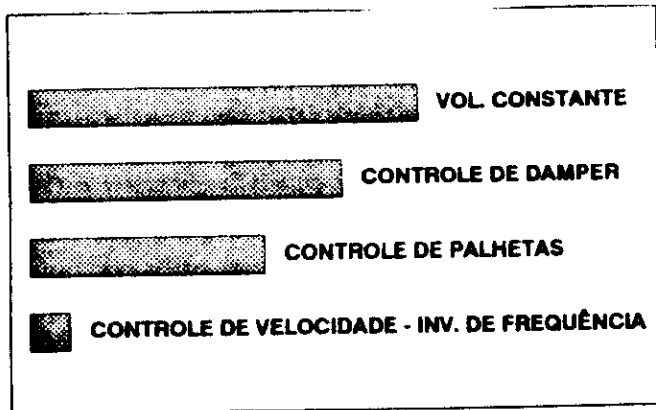 VOL. CONSTANTE
CONTROLE DE DAMPER
CONTROLE DE PALHETAS
CONTROLE DE VELOCIDADE - INV. DE FREQUÊNCIA